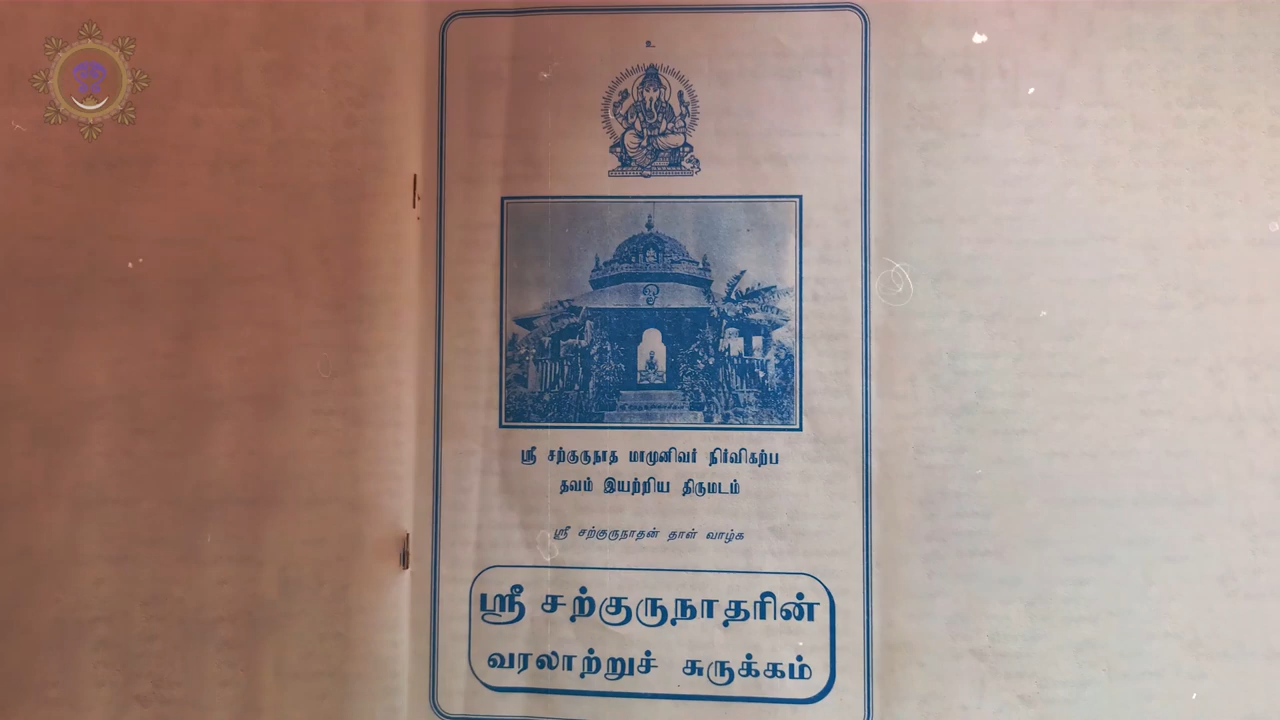 உ
ஸ்ரீ சற்குருநாத மாமுனிவர் நிர்விகற்ப
தவம் இயற்றிய திருமடம்
ஸ்ரீ சற்குருநாதன் தாள் வாழ்க
ஸ்ரீ சற்குருநாதரின்
வரலாற்றுச் சுருக்கம்